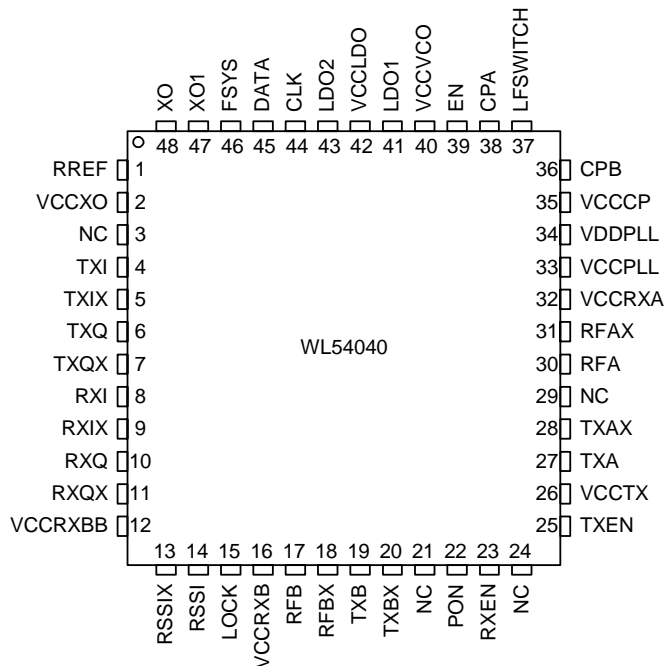 XO
XO1
FSYS
DATA
CLK
LDO2
VCCLDO
LDO1
VCCVCO
EN
CPA
LFSWITCH
48 47 46 45 44 43 42 41 40 39 38 37
RREF 1
VCCXO 2
NC 3
TXI 4
TXIX 5
TXQ 6
TXQX 7
RXI 8
RXIX 9
RXQ 10
RXQX 11
VCCRXBB 12
WL54040
36 CPB
35 VCCCP
34 VDDPLL
33 VCCPLL
32 VCCRXA
31 RFAX
30 RFA
29 NC
28 TXAX
27 TXA
26 VCCTX
25 TXEN
13 14 15 16 17 18 19 20 21 22 23 24
RSSIX
RSSI
LOCK
VCCRXB
RFB
RFBX
TXB
TXBX
NC
PON
RXEN
NC